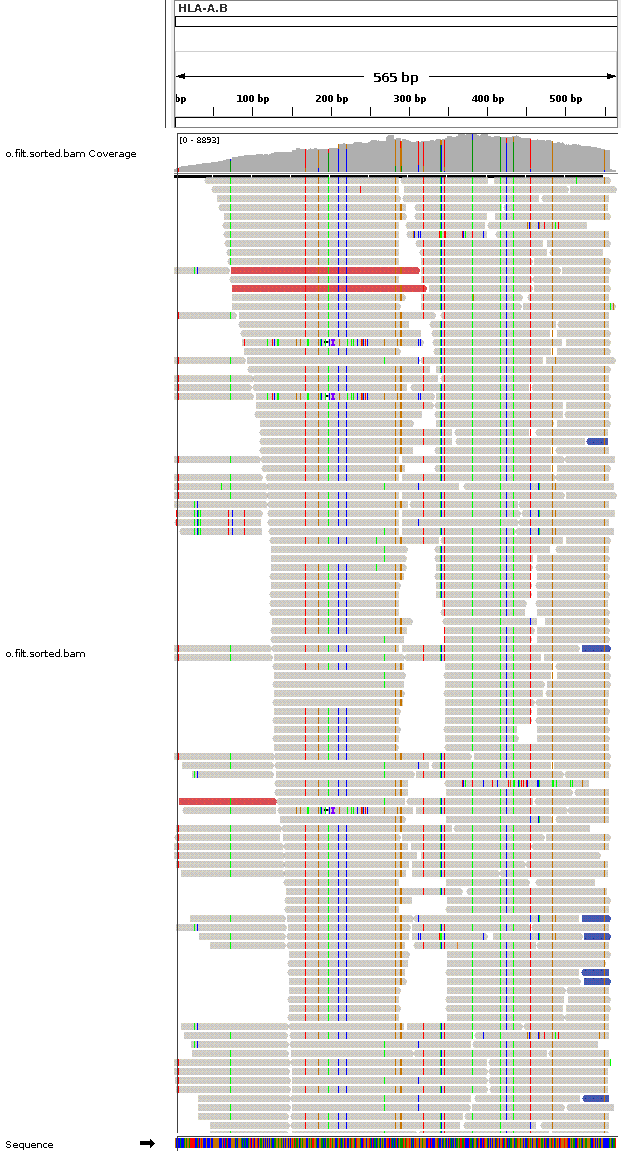 HLA-A.B
565 bp
bp 100 bp 200 bp 300 bp 400 bp 500 bp
[0 - 8893]
o.filt.sorted.bam Coverage
o.filt.sorted.bam
Sequence